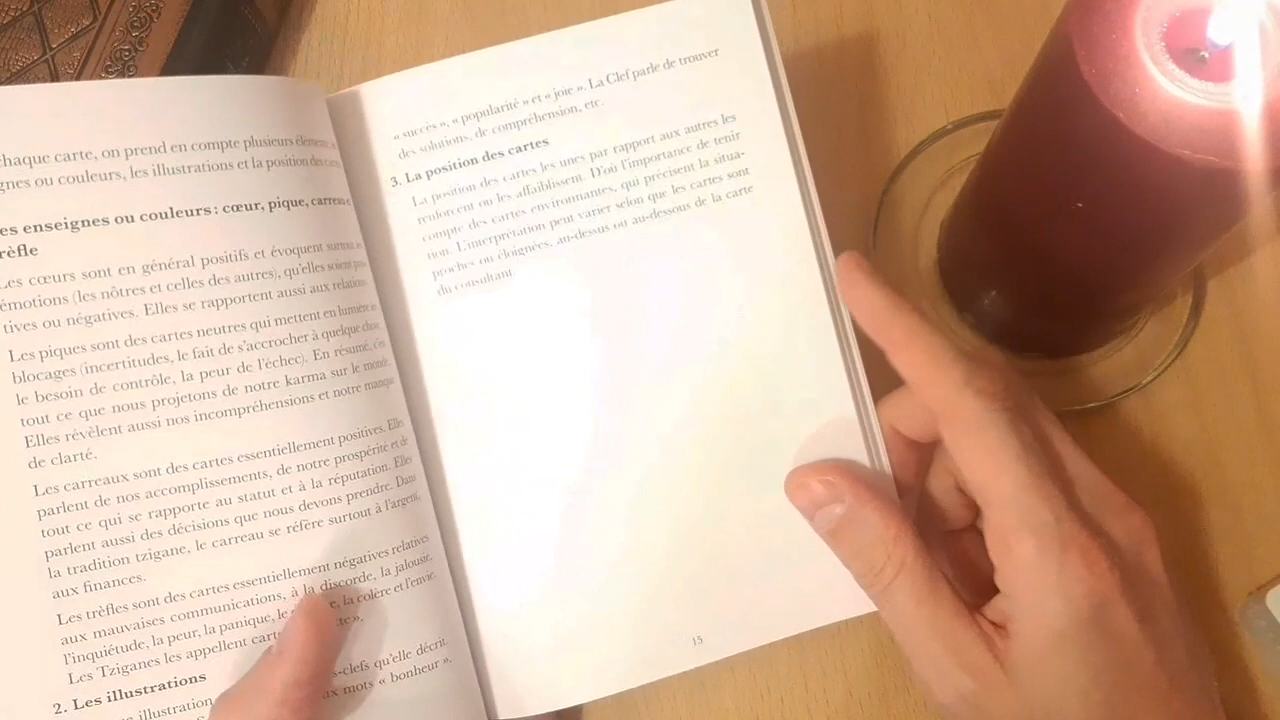 chaque carte, on prend en compte plusieurs
gnes ou couleurs, les illustrations et la position des
es enseignes ou couleurs : cœur, pique, carreau e
rèfle
Les cœurs sont en général positifs et évoquent surtout
émotions (les nôtres et celles des autres), qu'elles soient
tives ou négatives. Elles se rapportent aussi aux relations
Les piques sont des cartes neutres qui mettent en lumière
blocages (incertitudes, le fait de s'accrocher à quelque chose,
le besoin de contrôle, la peur de l'échec). En résumé, c'est
tout ce que nous projetons de notre karma sur le monde.
Elles révèlent aussi nos incompréhensions et notre manque
de clarté.
Les carreaux sont des cartes essentiellement positives. Elles
parlent de nos accomplissements, de notre prospérité et de
tout ce qui se rapporte au statut et à la réputation. Elles
parlent aussi des décisions que nous devons prendre. Dans
la tradition tzigane, le carreau se réfère surtout à l'argent,
aux finances.
Les trèfles sont des cartes essentiellement négatives relatives
aux mauvaises communications, à la discorde, la jalousie,
l'inquiétude, la peur, la panique, le la colère et l'envie.
Les Tziganes les appellent
2. Les illustrations
illustration s-clefs qu'elle décrit.
aux mots « bonheur »,
« succès », « popularité » et « joie ». La Clef parle de trouver
des solutions, de compréhension, etc.
3. La position des cartes
La position des cartes les unes par rapport aux autres les
renforcent ou les affaiblissent. D'où l'importance de tenir
compte des cartes environnantes, qui précisent la situa-
tion. L'interprétation peut varier selon que les cartes sont
proches ou éloignées, au-dessus ou au-dessous de la carte
du consultant.
15